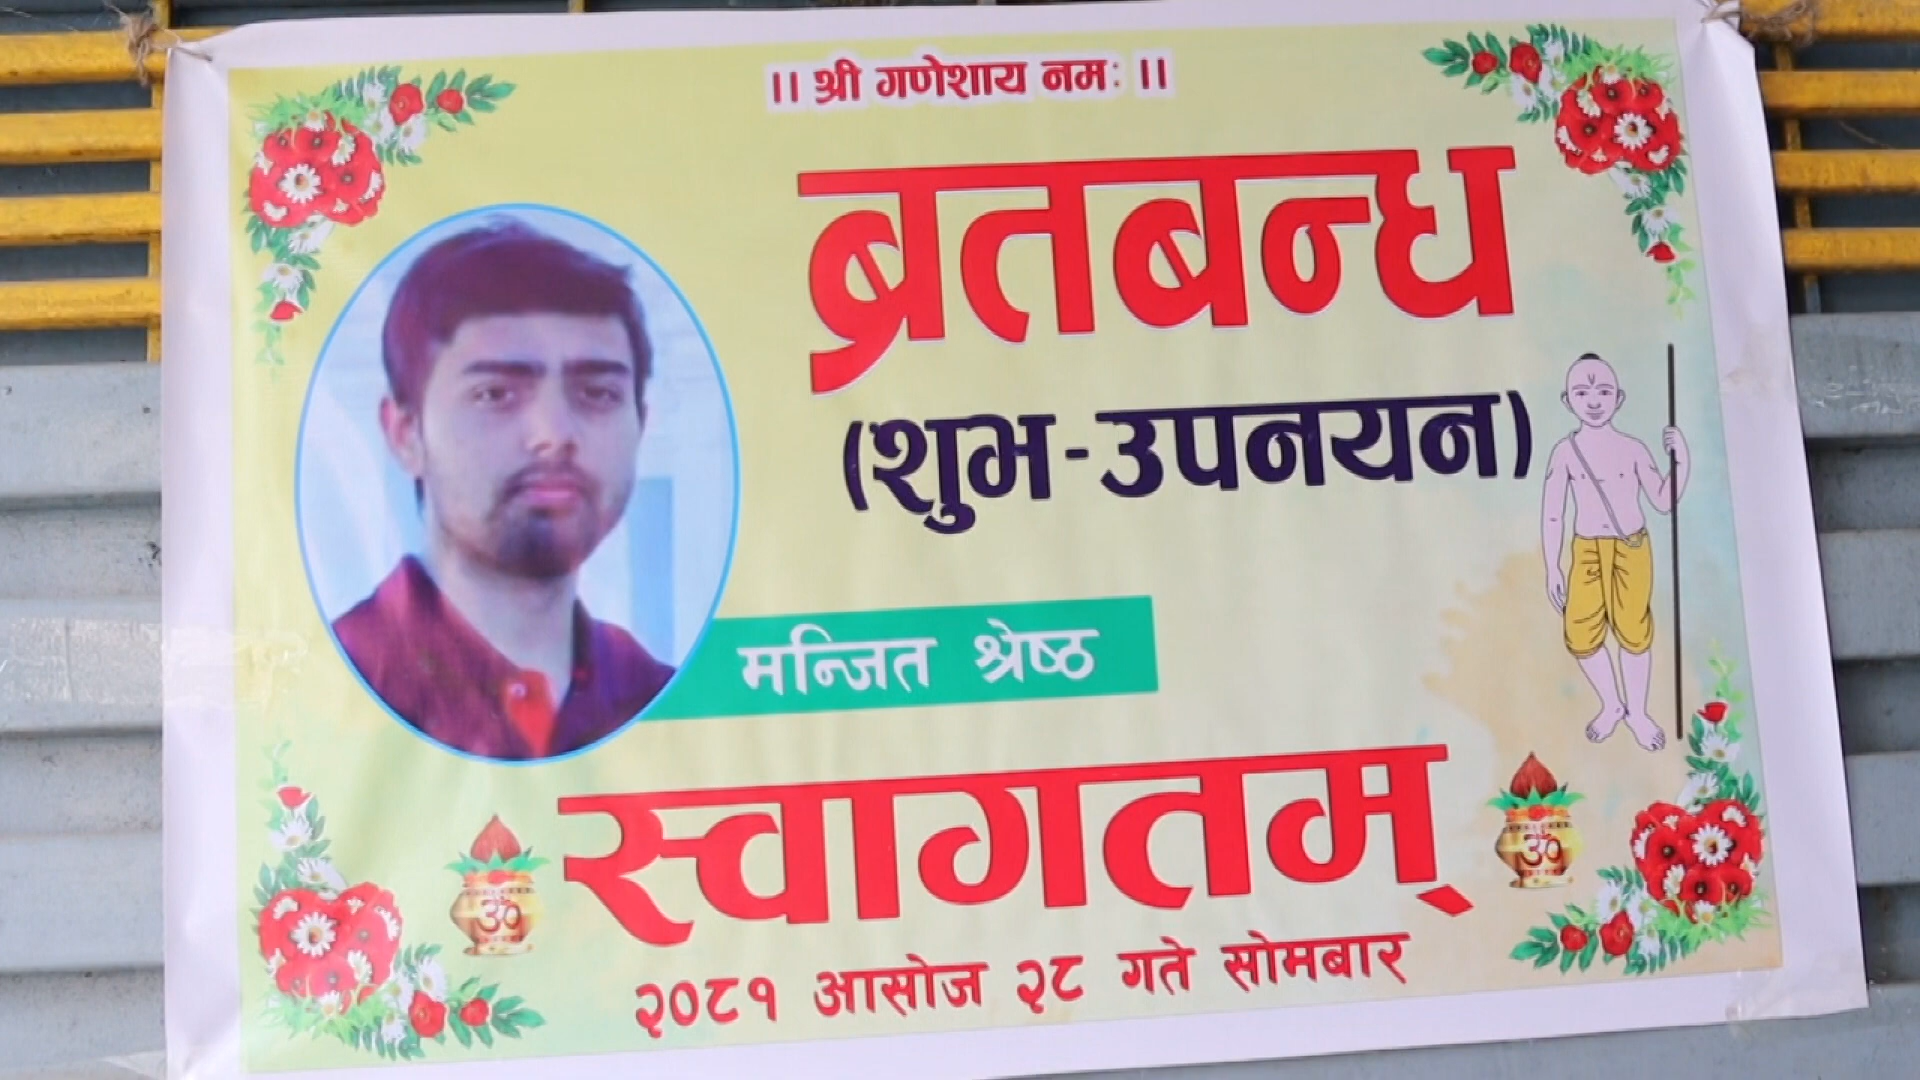 ।। श्री गणेशाय नमः ।।
ब्रतबन्ध
(शुभ-उपनयन)
मन्जित श्रेष्ठ
स्वागतम्
ॐ
ॐ
२०८१ आसोज २८ गते सोमबार